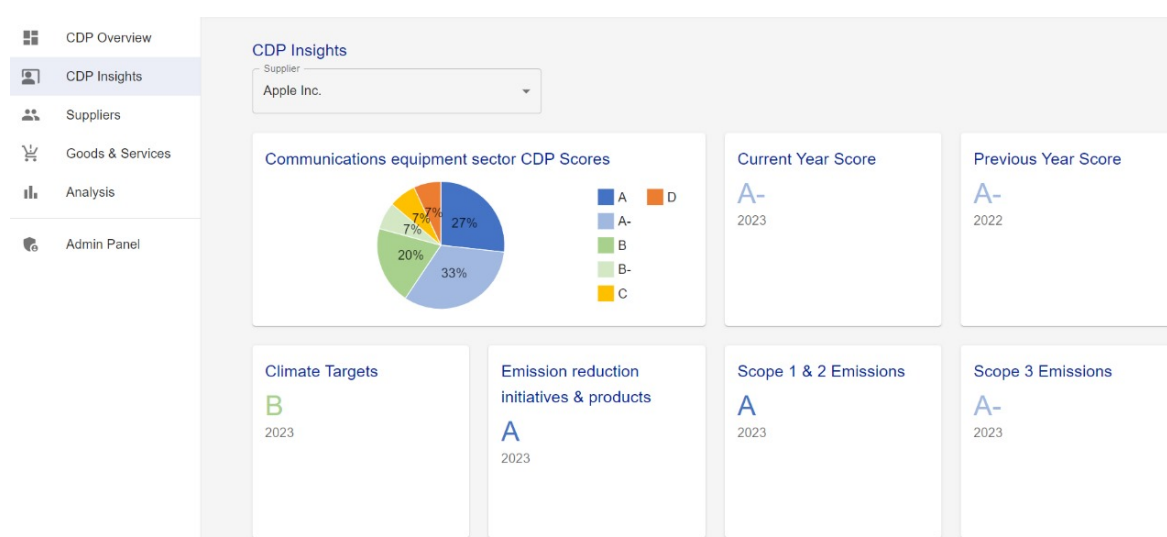 CDP Overview
CDP Insights
Suppliers
Goods & Services
Analysis
Admin Panel
CDP Insights
Supplier
Apple Inc.
Communications equipment sector CDP Scores
27%
33%
20%
7%
7%
7%
A
D
A-
B
B-
C
Current Year Score
A-
2023
Previous Year Score
A-
2022
Climate Targets
B
2023
Emission reduction
initiatives & products
A
2023
Scope 1 & 2 Emissions
A
2023
Scope 3 Emissions
A-
2023